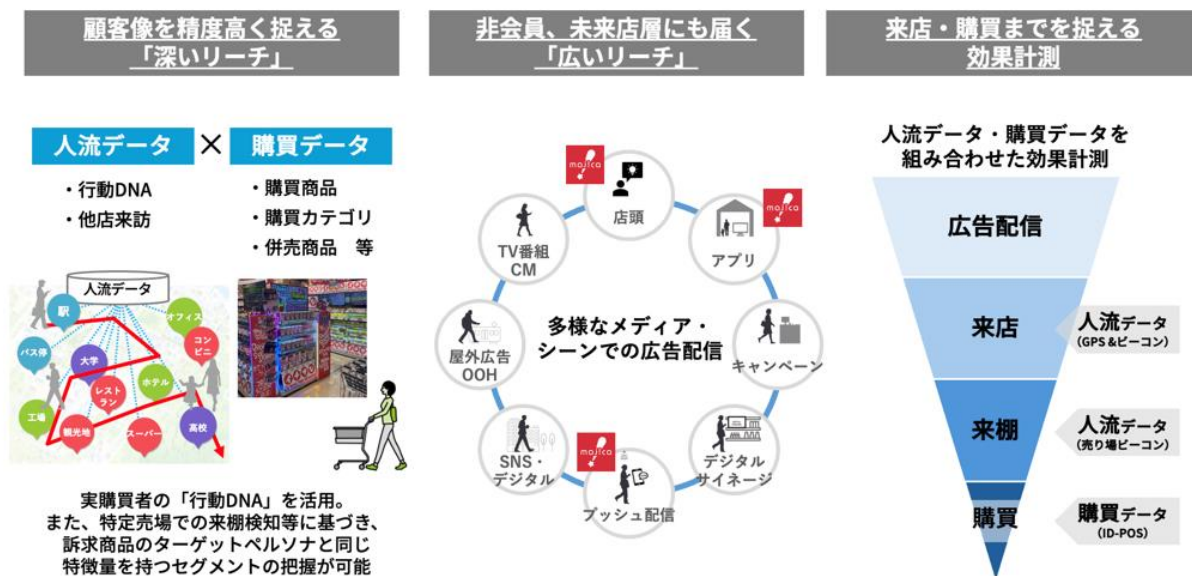 顧客像を精度高く捉える
「深いリーチ」
人流データ
×
購買データ
・行動DNA
・他店来訪
・購買商品
・購買カテゴリ
・併売商品　等
人流データ
駅
オフィス
バス停
大学
コン
ビニ
レスト
ラン
ホテル
工場
観光地
スーパー
高校
実購買者の「行動DNA」を活用。
また、特定売場での来棚検知等に基づき、
訴求商品のターゲットペルソナと同じ
特徴量を持つセグメントの把握が可能
非会員、未来店層にも届く
「広いリーチ」
majica
店頭
majica
アプリ
キャンペーン
デジタル
サイネージ
majica
プッシュ配信
SNS・
デジタル
屋外広告
OOH
TV番組
CM
多様なメディア・
シーンでの広告配信
来店・購買までを捉える
効果計測
人流データ・購買データを
組み合わせた効果計測
広告配信
来店
人流データ
（GPS &ビーコン）
来棚
人流データ
（売り場ビーコン）
購買
購買データ
（ID-POS）